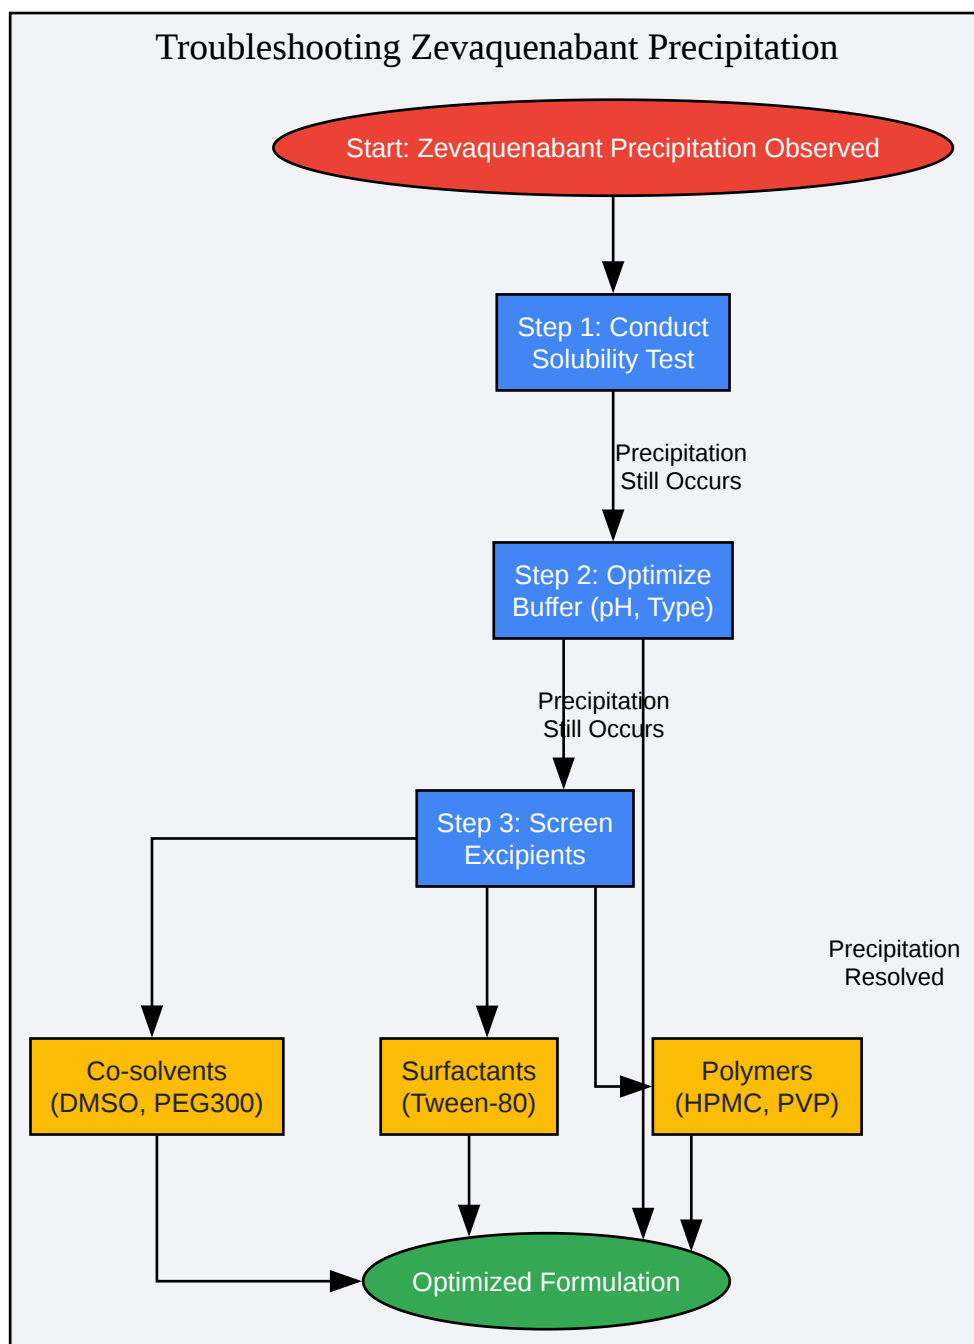 Troubleshooting Zevaquenabant Precipitation
Start: Zevaquenabant Precipitation Observed
Step 1: Conduct
Solubility Test
Precipitation
Still Occurs
Step 2: Optimize
Buffer (pH, Type)
Precipitation
Still Occurs
Step 3: Screen
Excipients
Precipitation
Resolved
Co-solvents
(DMSO, PEG300)
Surfactants
(Tween-80)
Polymers
(HPMC, PVP)
Optimized Formulation